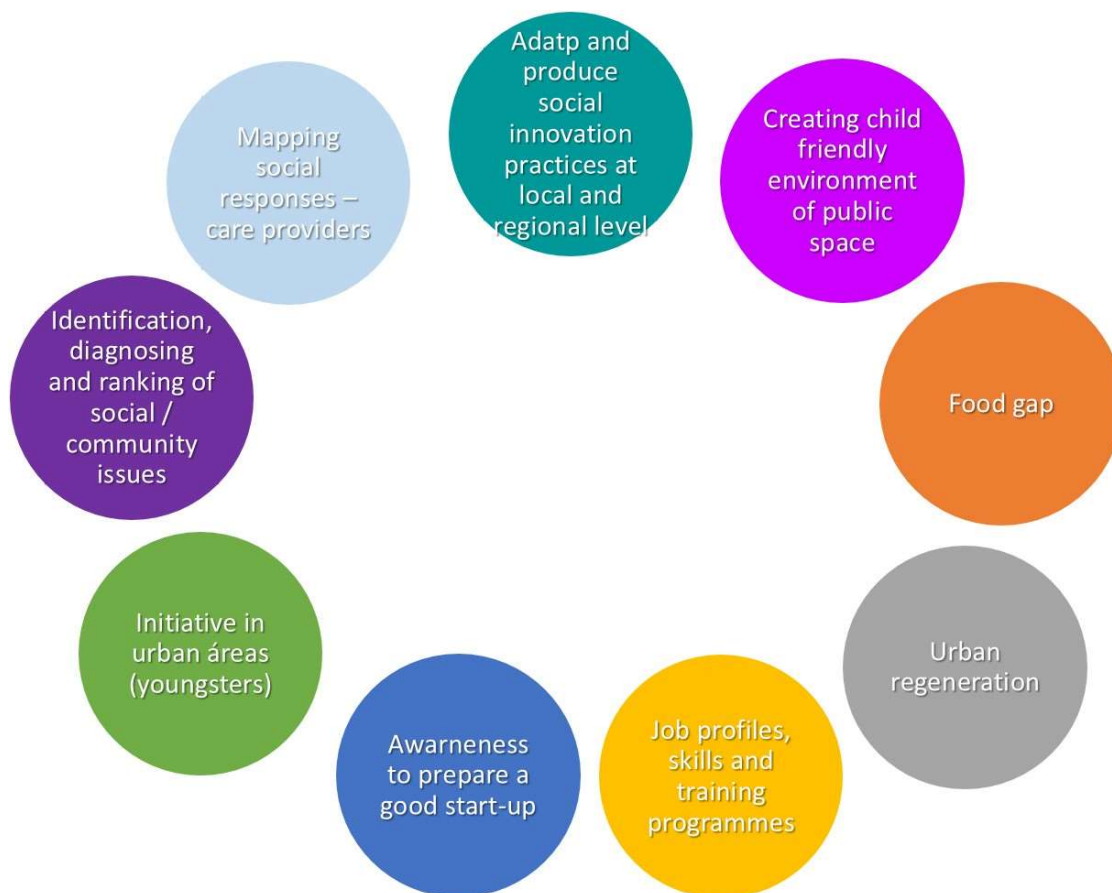 Adatp and
produce
social
innovation
practices at
local and
regional level
Creating child
friendly
environment
of public
space
Food gap
Urban
regeneration
Job profiles,
skills and
training
programmes
Awarneness
to prepare a
good start-up
Initiative in
urban áreas
(youngsters)
Identification,
diagnosing
and ranking of
social /
community
issues
Mapping
social
responses –
care providers